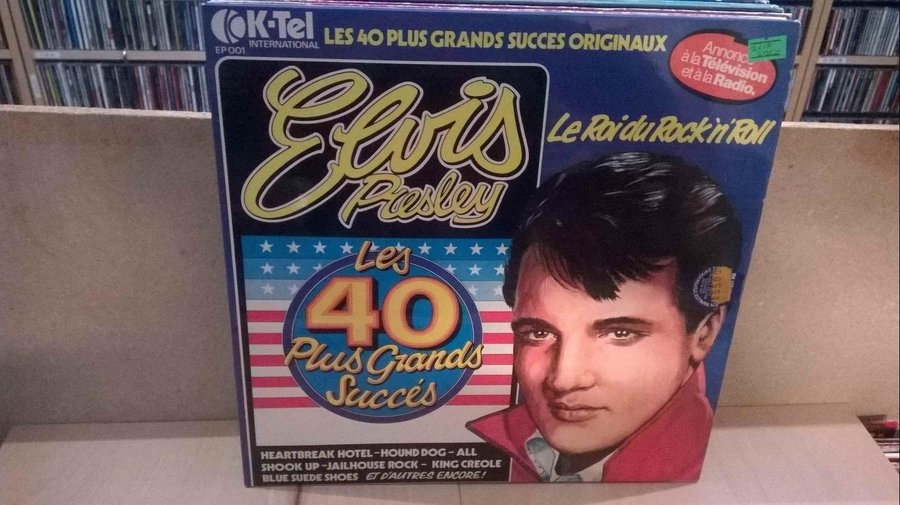 K-Tel
INTERNATIONAL
EP 001
LES 40 PLUS GRANDS SUCCES ORIGINAUX
Annoncé
à la Télévision
et à la Radio.
Elvis
Presley
Le Roi du Rock'n'Roll
Les
40
Plus Grands
Succés
HEARTBREAK HOTEL - HOUND DOG - ALL
SHOOK UP - JAILHOUSE ROCK - KING CREOLE
BLUE SUEDE SHOES ET D'AUTRES ENCORE!